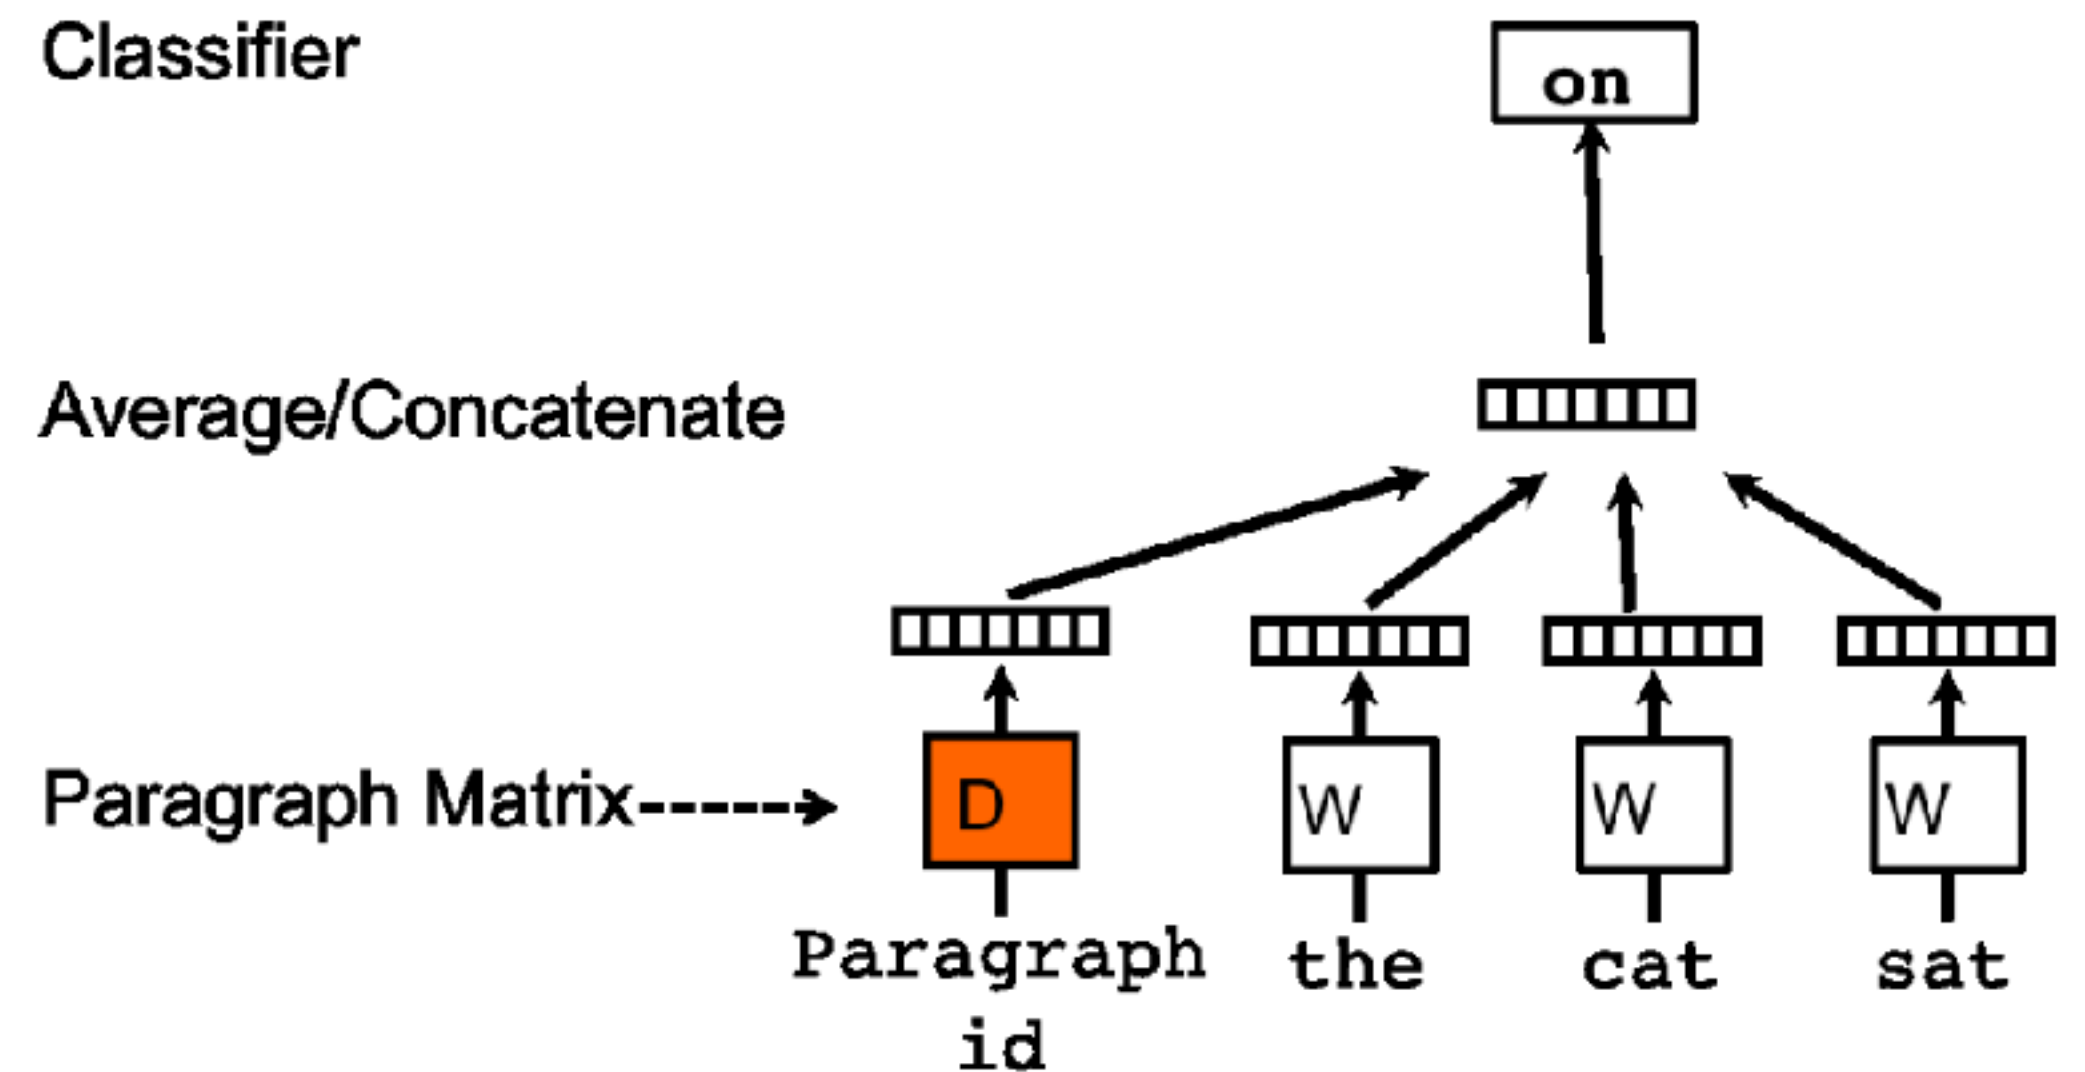 Classifier
on
Average/Concatenate
Paragraph Matrix
D
W
W
W
Paragraph
id
the
cat
sat